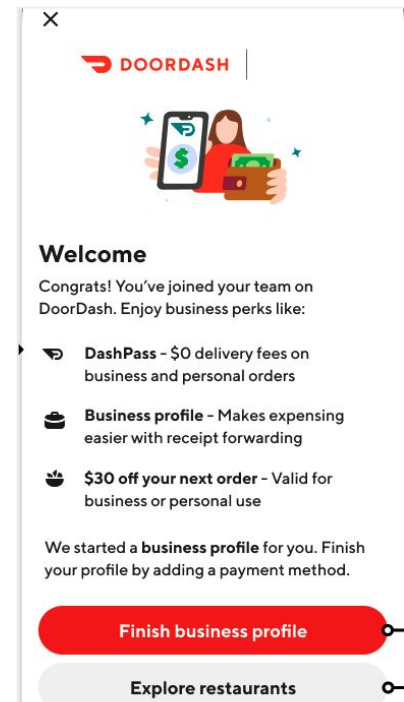 DOORDASH
$
Welcome
Congrats! You’ve joined your team on
DoorDash. Enjoy business perks like:
DashPass - $0 delivery fees on
business and personal orders
Business profile - Makes expensing
easier with receipt forwarding
$30 off your next order - Valid for
business or personal use
We started a business profile for you. Finish
your profile by adding a payment method.
Finish business profile
Explore restaurants